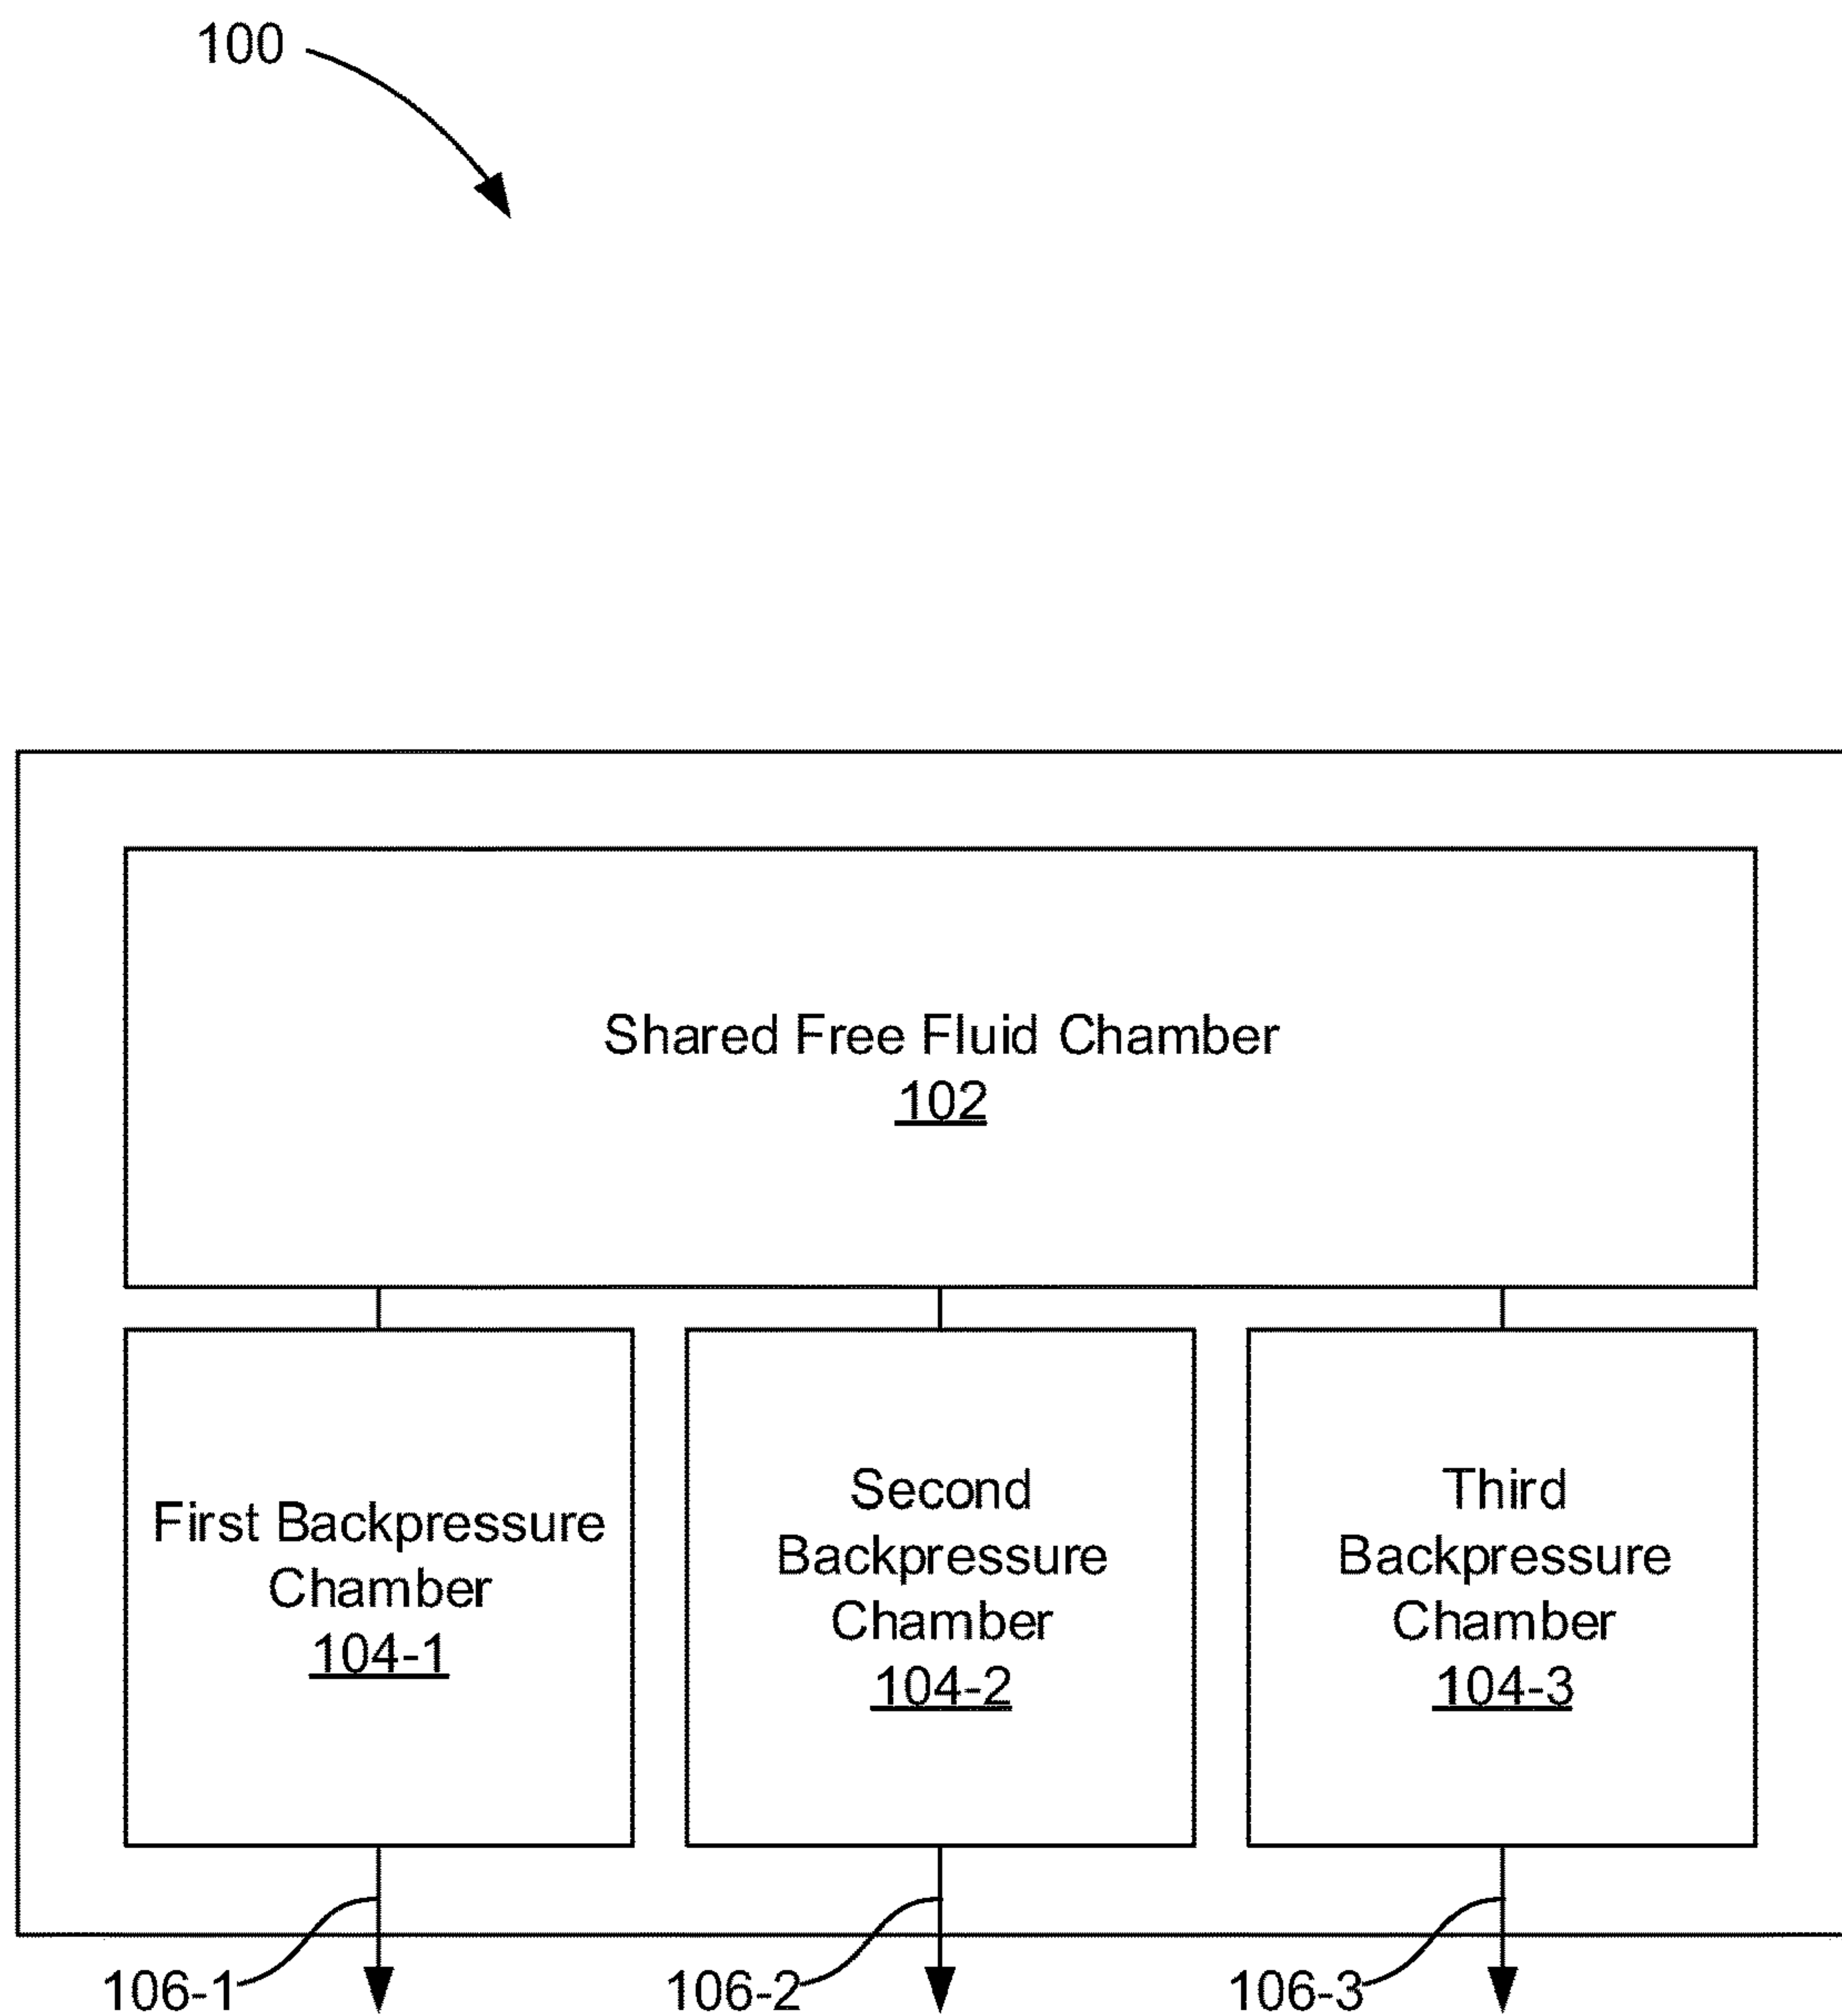 100
Shared Free Fluid Chamber
102
First Backpressure
Chamber
104-1
Second
Backpressure
Chamber
104-2
Third
Backpressure
Chamber
104-3
106-1
106-2
106-3